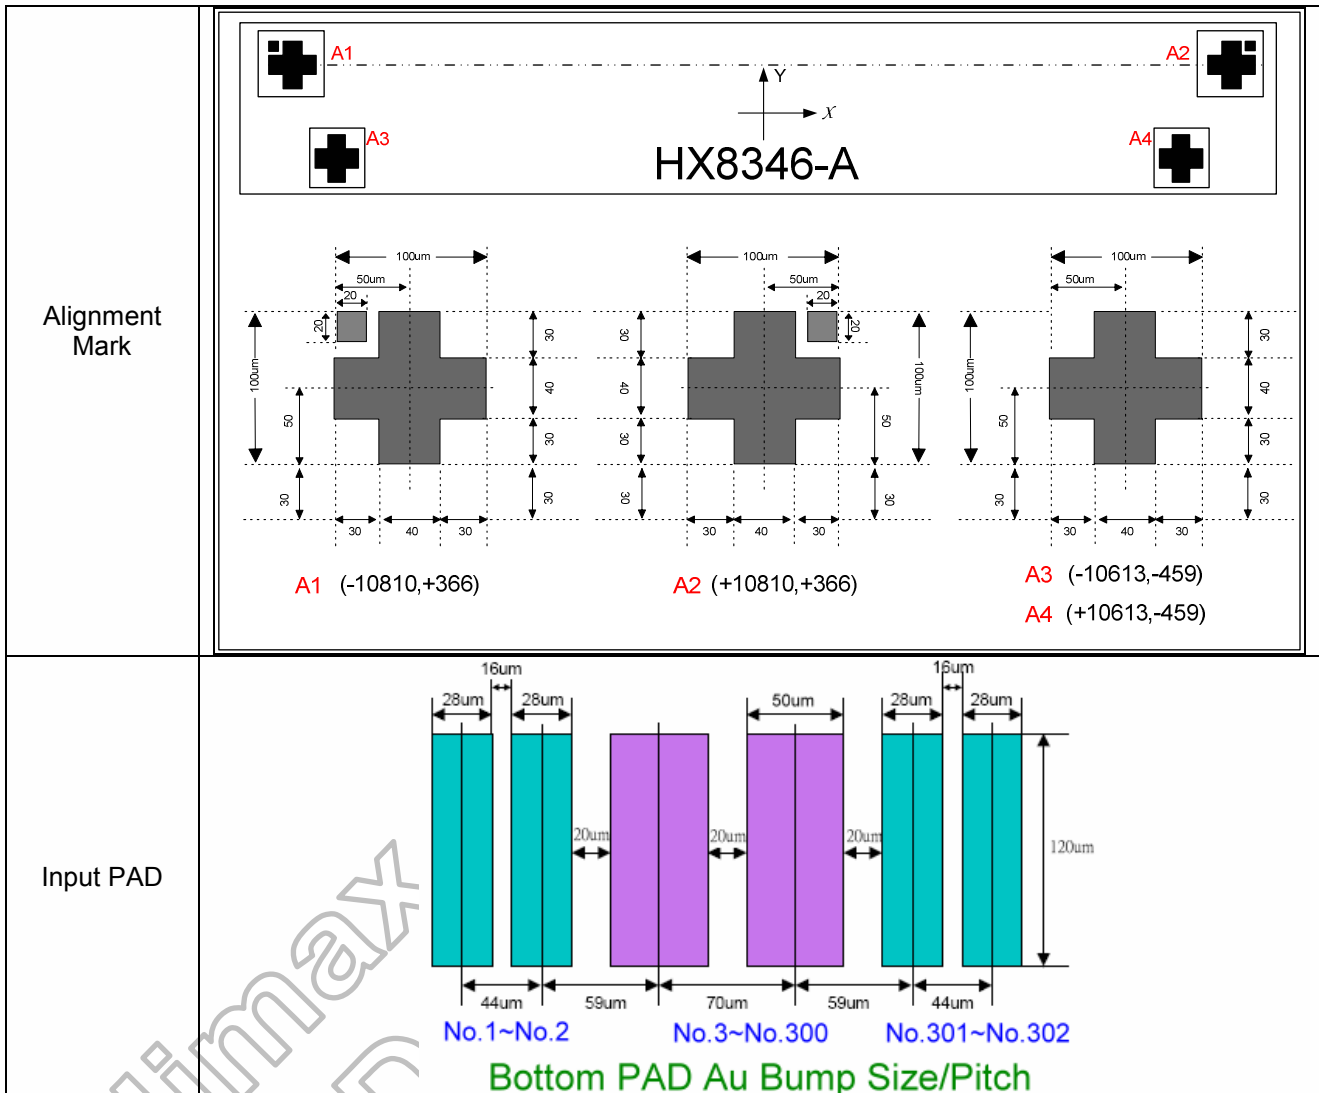 Alignment
Mark
A1
A2
Y
X
A3
A4
HX8346-A
100um
50um
20
20
100um
50
30
30
40
30
30
30
40
30
A1 (-10810,+366)
100um
50um
20
20
30
40
30
30
100um
50
30
30
40
30
A2 (+10810,+366)
100um
50um
100um
50
30
30
40
30
30
30
40
30
A3 (-10613,-459)
A4 (+10613,-459)
Input PAD
16um
16um
28um 28um 50um 28um 28um
20um 20um 20um
120um
44um 59um 70um 59um 44um
No.1~No.2 No.3~No.300 No.301~No.302
Bottom PAD Au Bump Size/Pitch